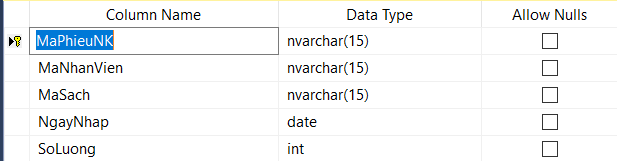 Column Name Data Type Allow Nulls
MaPhieuNK nvarchar(15)
MaNhanVien nvarchar(15)
MaSach nvarchar(15)
NgayNhap date
SoLuong int